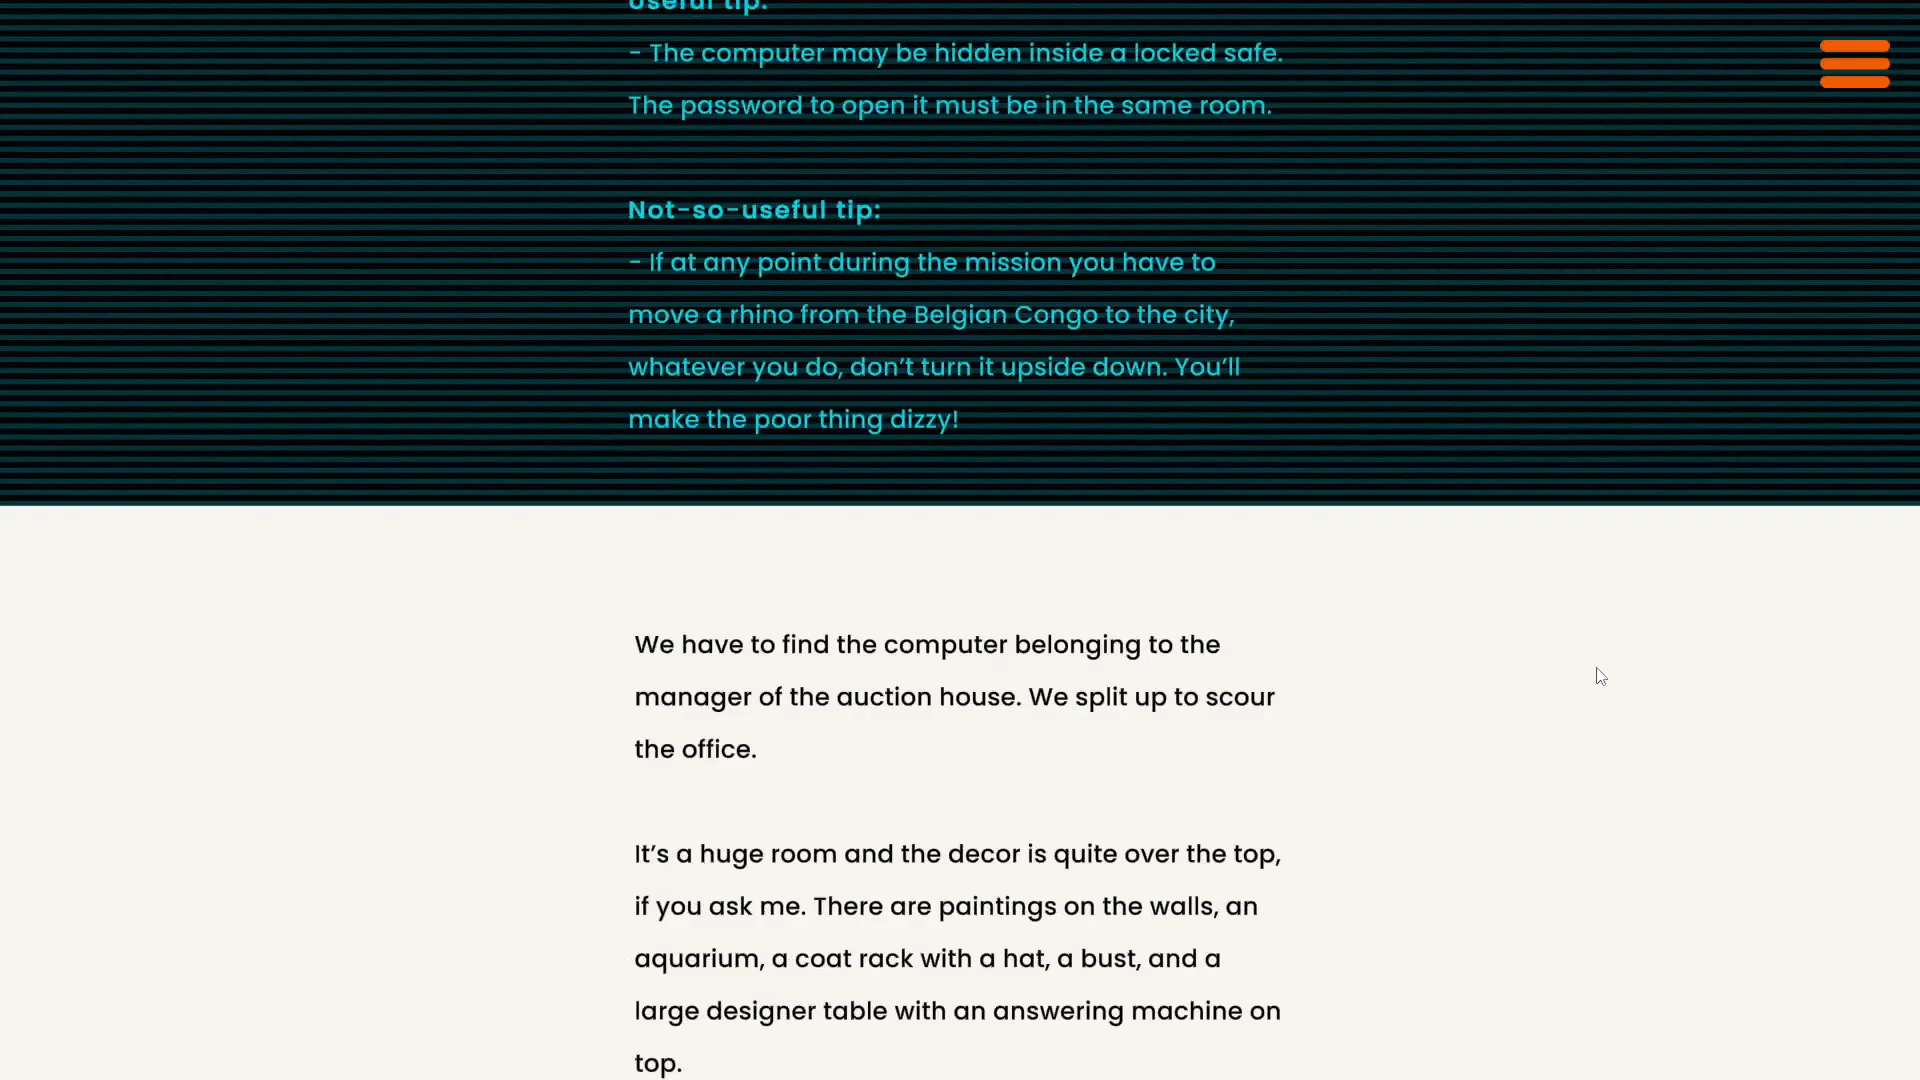 Useful tip:
- The computer may be hidden inside a locked safe.
The password to open it must be in the same room.
Not-so-useful tip:
- If at any point during the mission you have to
move a rhino from the Belgian Congo to the city,
whatever you do, don’t turn it upside down. You’ll
make the poor thing dizzy!
We have to find the computer belonging to the
manager of the auction house. We split up to scour
the office.
It’s a huge room and the decor is quite over the top,
if you ask me. There are paintings on the walls, an
aquarium, a coat rack with a hat, a bust, and a
large designer table with an answering machine on
top.